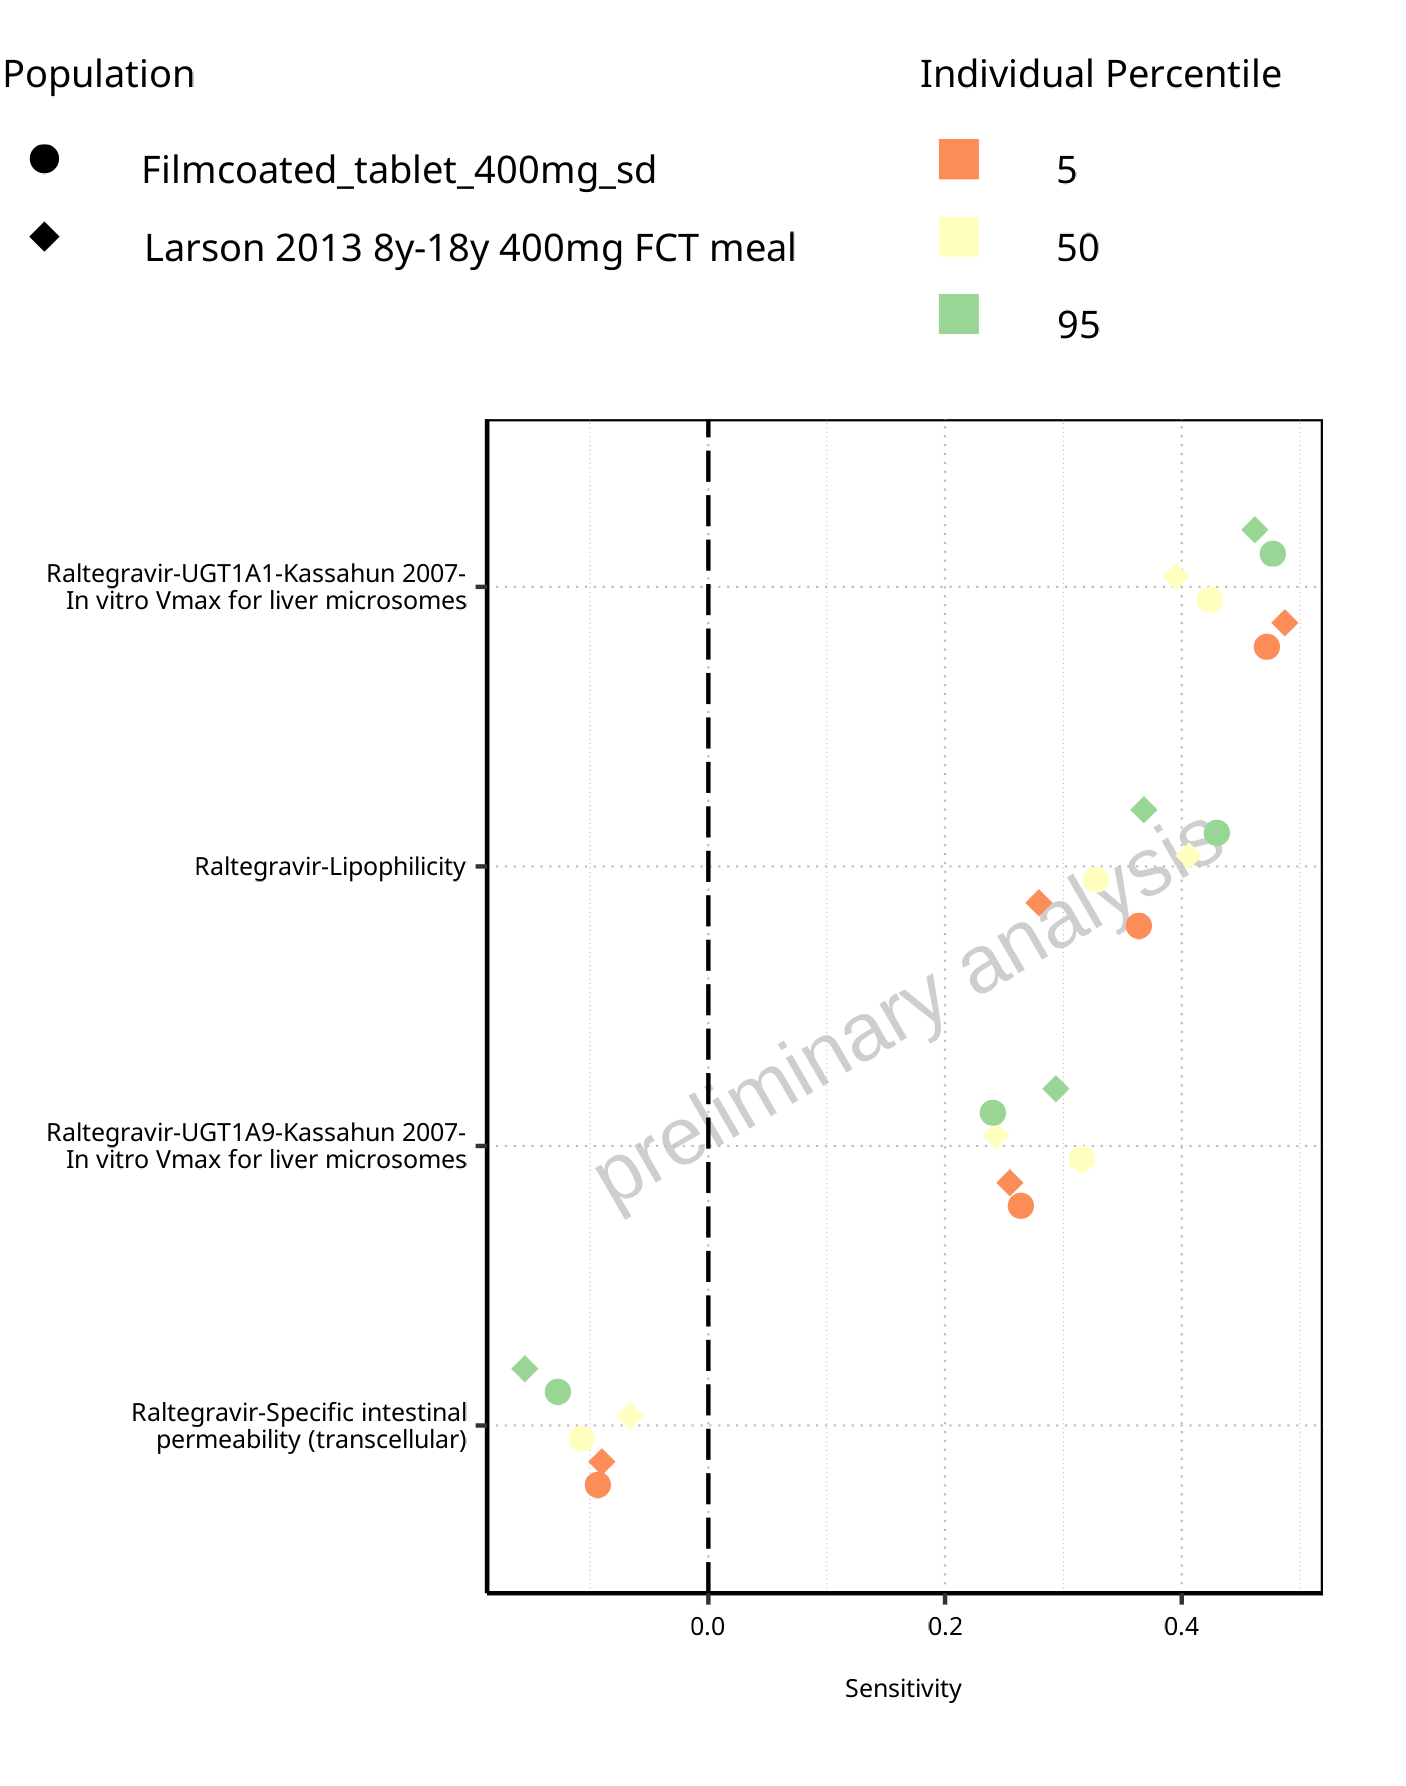 Population
Filmcoated_tablet_400mg_sd
Larson 2013 8y-18y 400mg FCT meal
Individual Percentile
5
50
95
Raltegravir-UGT1A1-Kassahun 2007-
In vitro Vmax for liver microsomes
Raltegravir-Lipophilicity
Raltegravir-UGT1A9-Kassahun 2007-
In vitro Vmax for liver microsomes
Raltegravir-Specific intestinal
permeability (transcellular)
preliminary analysis
0.0
0.2
0.4
Sensitivity